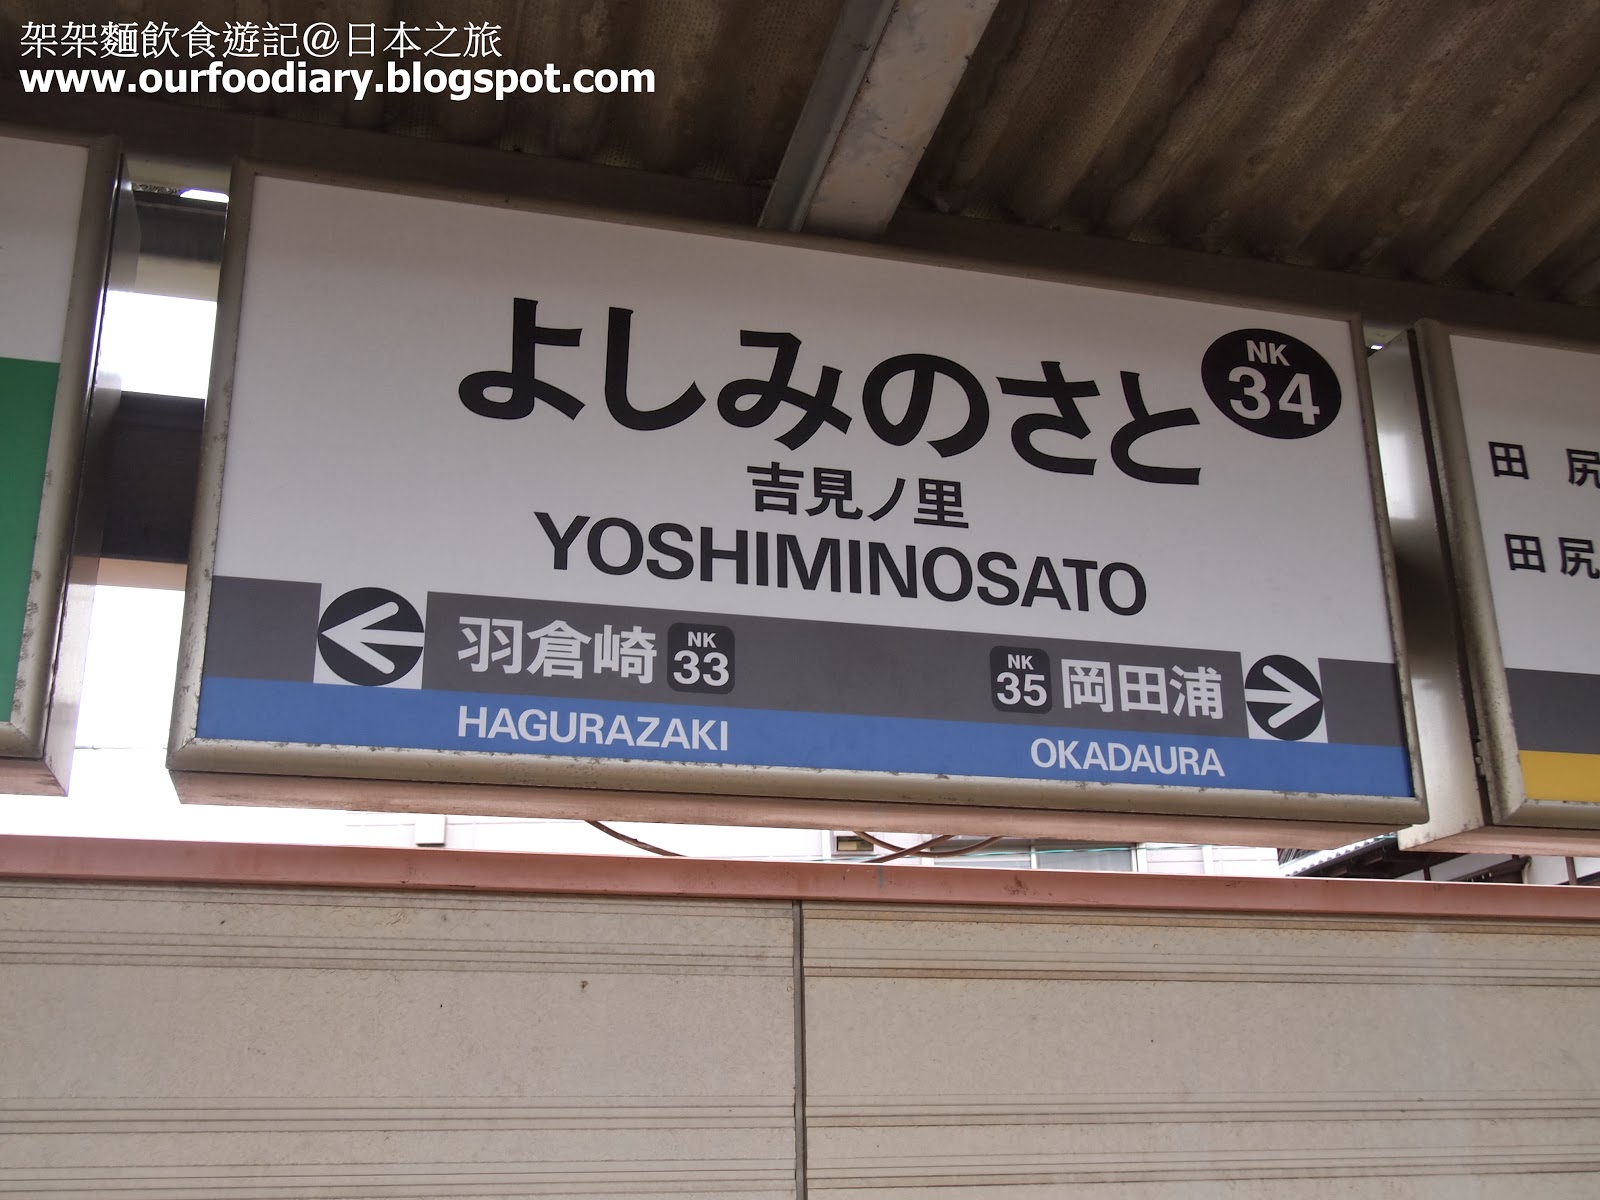 架架麵飲食遊記@日本之旅
www.ourfoodiary.blogspot.com
よしみのさと
NK
34
吉見ノ里
YOSHIMINOSATO
羽倉崎 NK 33
HAGURAZAKI
NK 35 岡田浦
OKADAURA
田尻
田尻